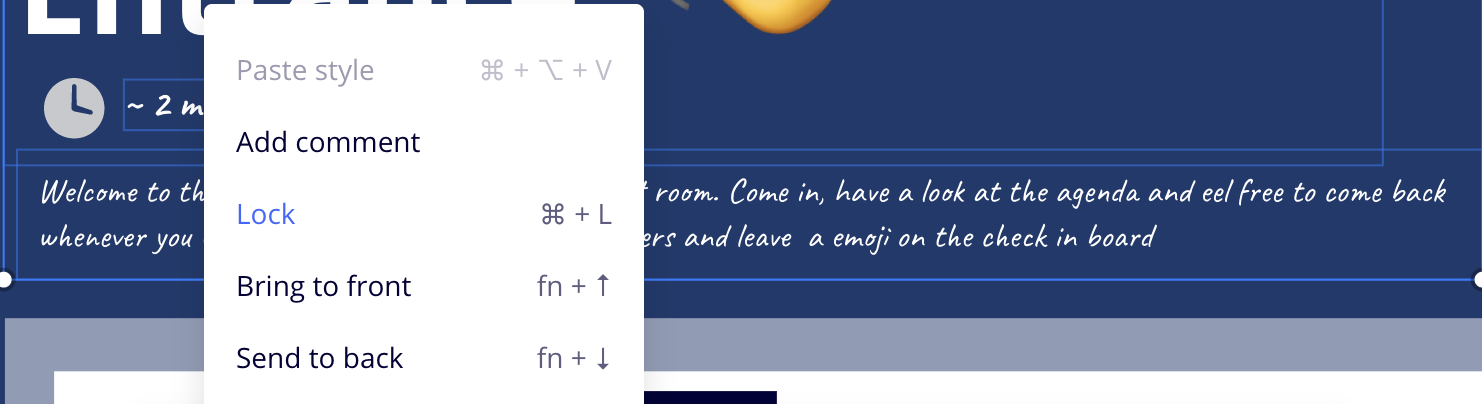 Paste style ⌘ + ⌥ + V
~ 2 m
Add comment
Welcome to th room. Come in, have a look at the agenda and eel free to come back
Lock ⌘ + L
whenever you ers and leave a emoji on the check in board
Bring to front fn + ↑
Send to back fn + ↓